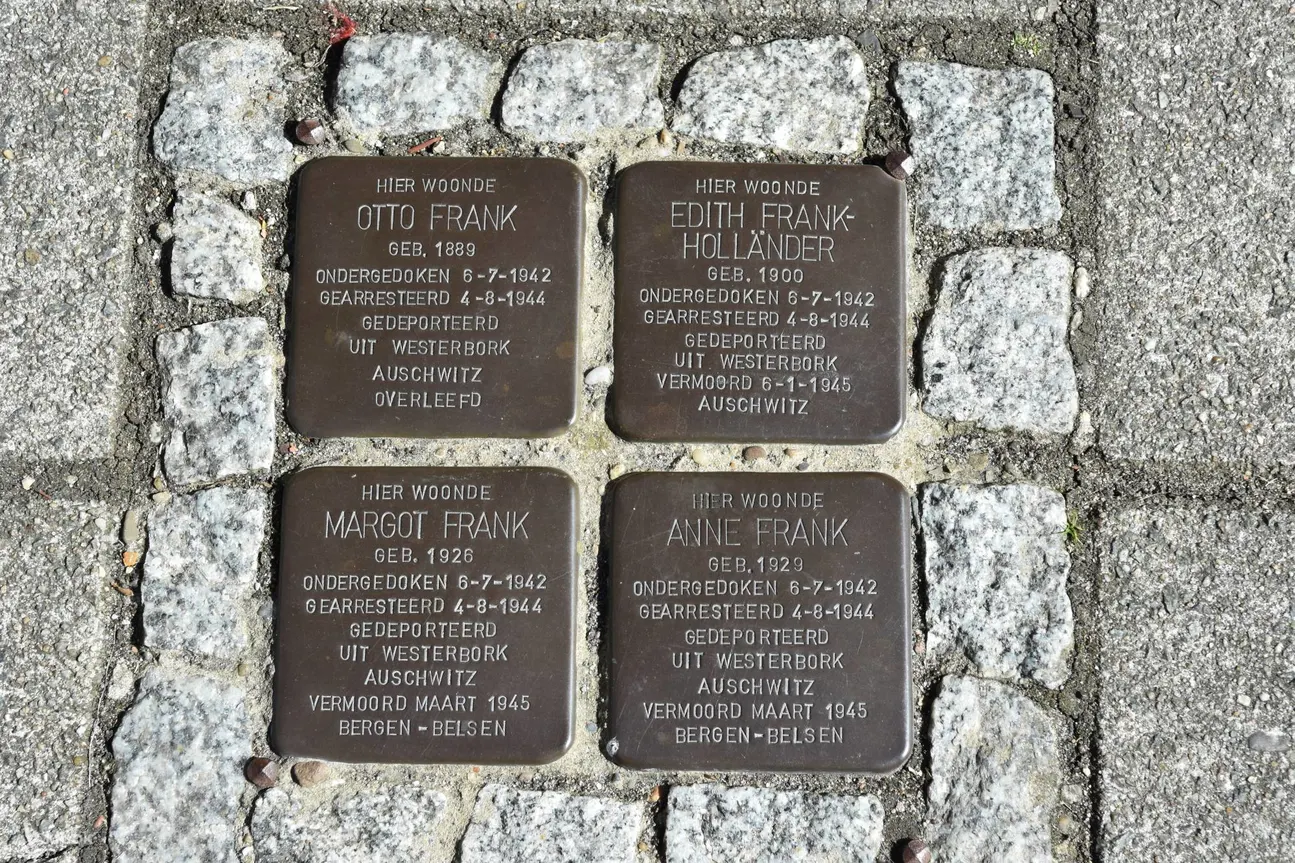 HIER WOONDE
OTTO FRANK
GEB. 1889
ONDERGEDOKEN 6-7-1942
GEARRESTEERD 4-8-1944
GEDEPORTEERD
UIT WESTERBORK
AUSCHWITZ
OVERLEEFD
HIER WOONDE
EDITH FRANK-
HOLLÄNDER
GEB. 1900
ONDERGEDOKEN 6-7-1942
GEARRESTEERD 4-8-1944
GEDEPORTEERD
UIT WESTERBORK
VERMOORD 6-1-1945
AUSCHWITZ
HIER WOONDE
MARGOT FRANK
GEB. 1926
ONDERGEDOKEN 6-7-1942
GEARRESTEERD 4-8-1944
GEDEPORTEERD
UIT WESTERBORK
AUSCHWITZ
VERMOORD MAART 1945
BERGEN-BELSEN
HIER WOONDE
ANNE FRANK
GEB. 1929
ONDERGEDOKEN 6-7-1942
GEARRESTEERD 4-8-1944
GEDEPORTEERD
UIT WESTERBORK
AUSCHWITZ
VERMOORD MAART 1945
BERGEN-BELSEN